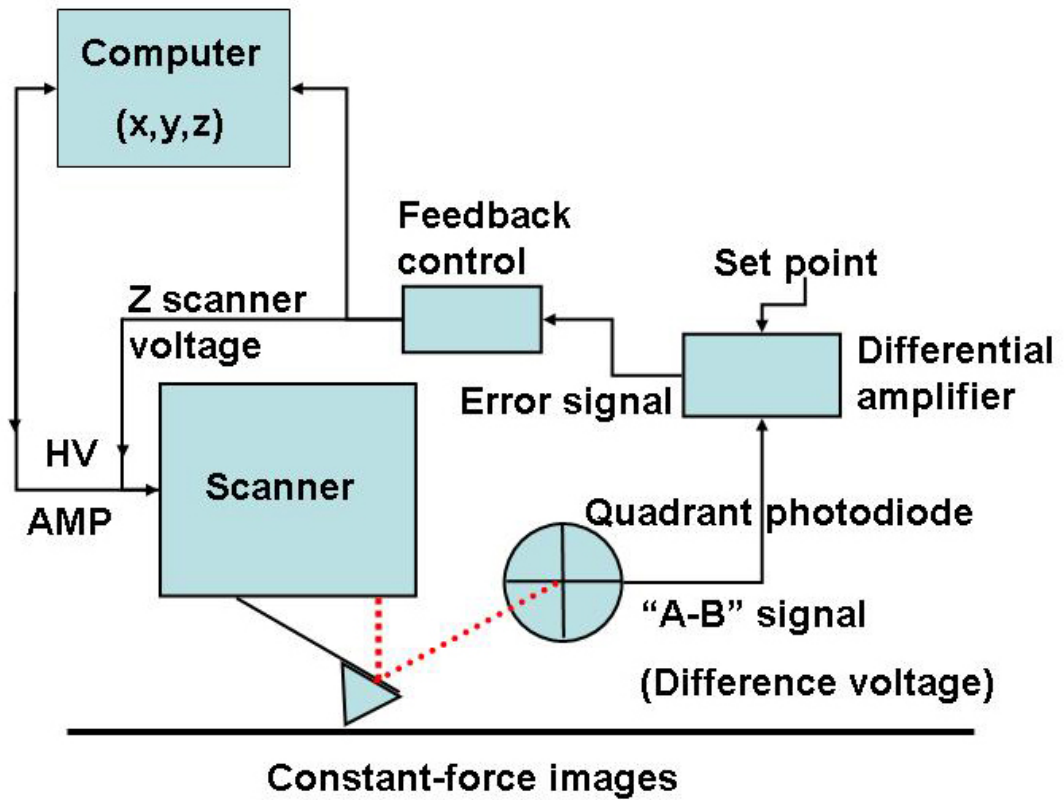 Computer
(x,y,z)
Feedback
control
Set point
Z scanner
voltage
Differential
amplifier
Error signal
HV
AMP
Scanner
Quadrant photodiode
“A-B” signal
(Difference voltage)
Constant-force images